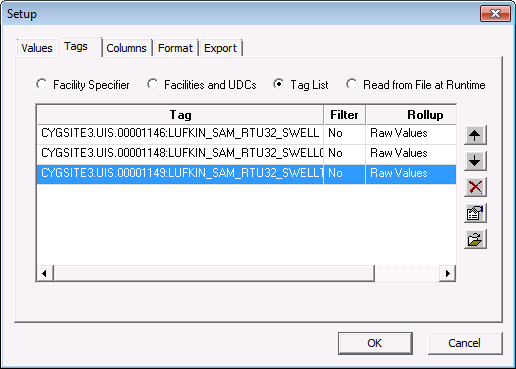 Setup
Values Tags Columns Format Export
Facility Specifier Facilities and UDCs Tag List Read from File at Runtime
Tag Filter Rollup
CYGSITE3.UIS.00001146:LUFKIN_SAM_RTU32_SWELL No Raw Values
CYGSITE3.UIS.00001148:LUFKIN_SAM_RTU32_SWELLC No Raw Values
CYGSITE3.UIS.00001149:LUFKIN_SAM_RTU32_SWELLT No Raw Values
OK Cancel